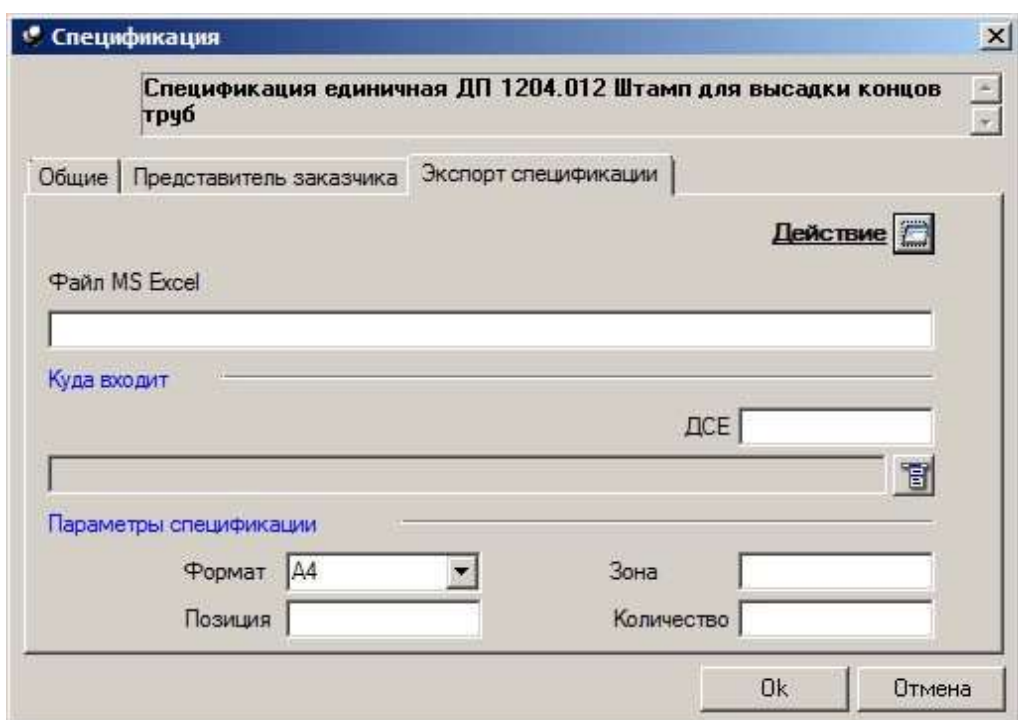 Спецификация
Спецификация единичная ДП 1204.012 Штамп для высадки концов
труб
Общие Представитель заказчика Экспорт спецификации
Действие
Файл MS Excel
Куда входит
ДСЕ
Параметры спецификации
Формат A4 Зона
Позиция Количество
Ok Отмена